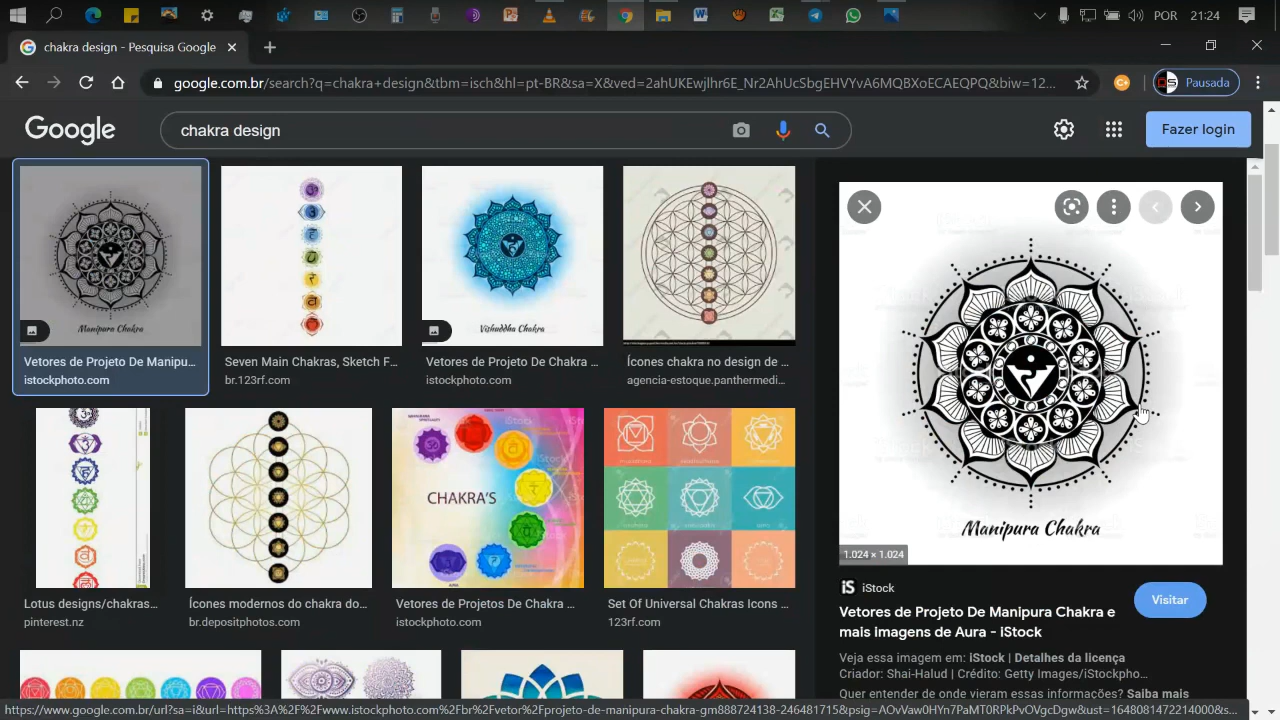 POR
21:24
chakra design - Pesquisa Google
google.com.br/search?q=chakra+design&tbm=isch&hl=pt-BR&sa=X&ved=2ahUKEwjlhr6E_Nr2AhUcSbgEHVYvA6MQBXoECAEQPQ&biw=12...
Pausada
Google
chakra design
Fazer login
Manipura Chakra
Vishuddha Chakra
Vetores de Projeto De Manipu...
istockphoto.com
Seven Main Chakras, Sketch F...
br.123rf.com
Vetores de Projeto De Chakra ...
istockphoto.com
Ícones chakra no design de ...
agencia-estoque.panthermedi...
CHAKRA'S
Lotus designs/chakras...
pinterest.nz
Ícones modernos do chakra do...
br.depositphotos.com
Vetores de Projetos De Chakra ...
istockphoto.com
Set Of Universal Chakras Icons ...
123rf.com
Manipura Chakra
1.024 × 1.024
iS iStock
Vetores de Projeto De Manipura Chakra e
mais imagens de Aura - iStock
Visitar
Veja essa imagem em: iStock | Detalhes da licença
Criador: Shai-Halud | Crédito: Getty Images/iStockpho...
Quer entender de onde vieram essas informações? Saiba mais
https://www.google.com.br/url?sa=i&url=https%3A%2F%2Fwww.istockphoto.com%2Fbr%2Fvetor%2Fprojeto-de-manipura-chakra-gm888724138-246481715&psig=AOvVaw0HYn7PaMT0RPkPvOVgcDgw&ust=1648081472214000&s...